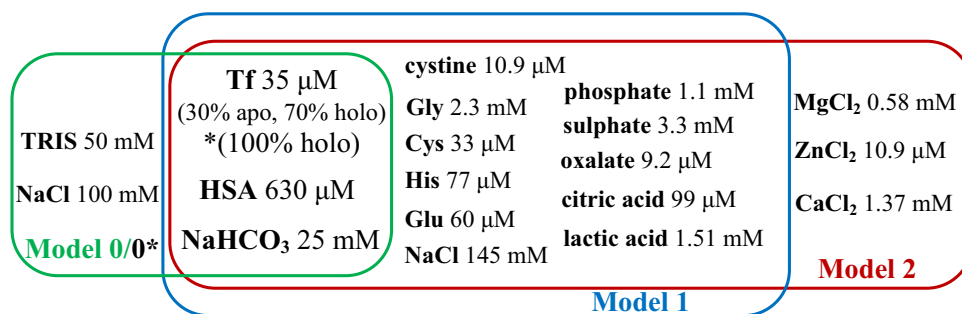 TRIS 50 mM
NaCl 100 mM
Model 0/0*
Tf 35 μM
(30% apo, 70% holo)
*(100% holo)
HSA 630 μM
NaHCO₃ 25 mM
cystine 10.9 μM
Gly 2.3 mM
Cys 33 μM
His 77 μM
Glu 60 μM
NaCl 145 mM
phosphate 1.1 mM
sulphate 3.3 mM
oxalate 9.2 μM
citric acid 99 μM
lactic acid 1.51 mM
Model 1
MgCl₂ 0.58 mM
ZnCl₂ 10.9 μM
CaCl₂ 1.37 mM
Model 2